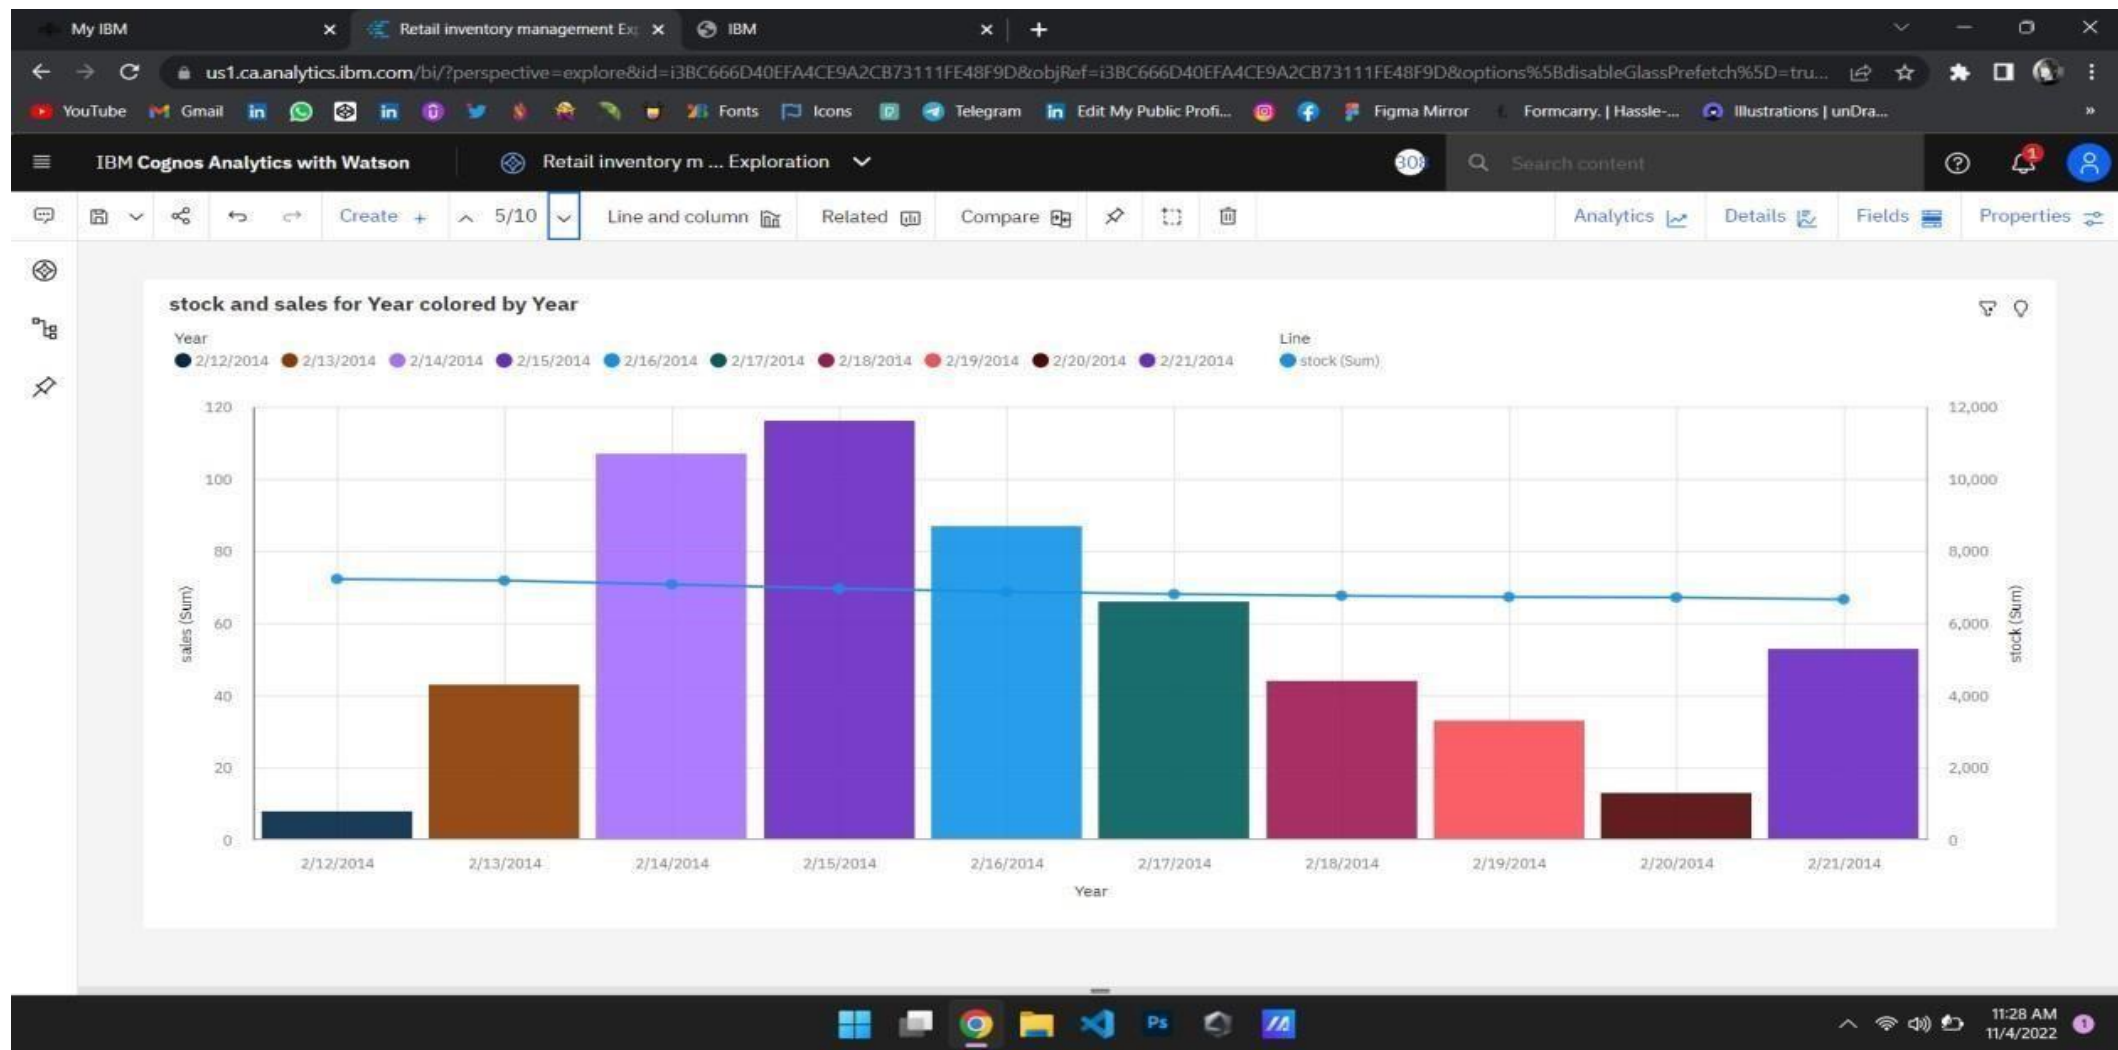 My IBM
Retail inventory management Ex
IBM
us1.ca.analytics.ibm.com/bi/?perspective=explore&id=i3BC666D40EFA4CE9A2CB73111FE48F9D&objRef=i3BC666D40EFA4CE9A2CB73111FE48F9D&options%5BdisableGlassPrefetch%5D=tru...
YouTube Gmail Fonts Icons Telegram Edit My Public Profi... Figma Mirror Formcarry. | Hassle-... Illustrations | unDra... »
IBM Cognos Analytics with Watson
Retail inventory m ... Exploration
Search content
1
Create + 5/10 Line and column Related Compare Analytics Details Fields Properties
stock and sales for Year colored by Year
Year
2/12/2014 2/13/2014 2/14/2014 2/15/2014 2/16/2014 2/17/2014 2/18/2014 2/19/2014 2/20/2014 2/21/2014
Line
stock (Sum)
120
100
80
60
40
20
0
sales (Sum)
12,000
10,000
8,000
6,000
4,000
2,000
0
stock (Sum)
2/12/2014 2/13/2014 2/14/2014 2/15/2014 2/16/2014 2/17/2014 2/18/2014 2/19/2014 2/20/2014 2/21/2014
Year
Ps
11:28 AM
11/4/2022
1